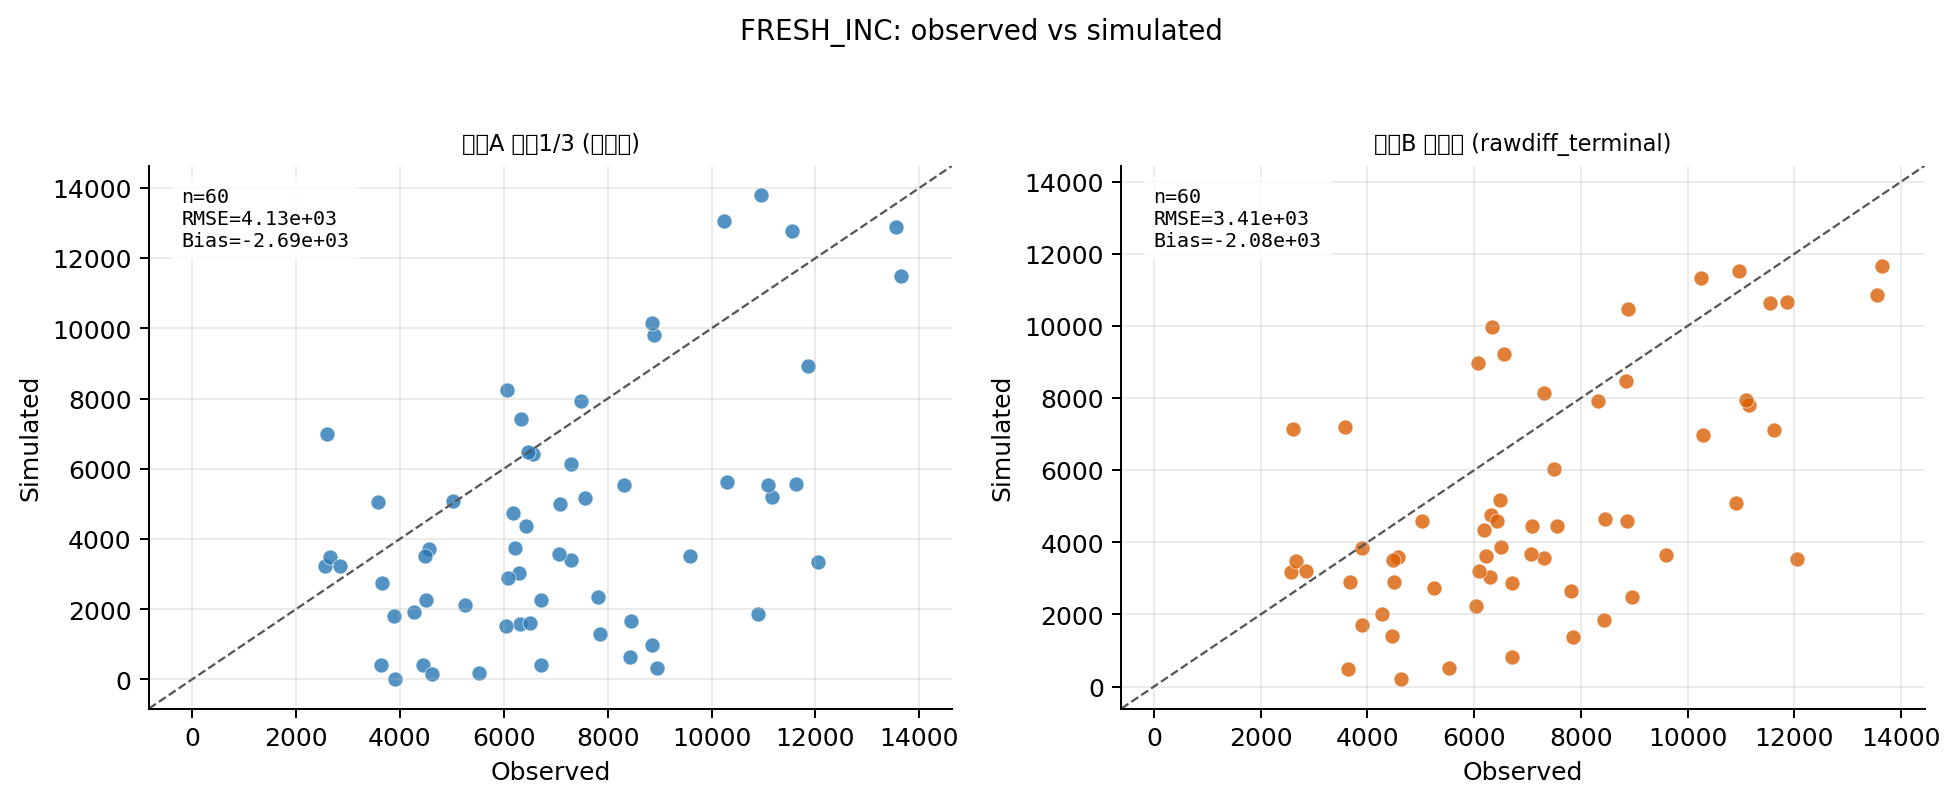 FRESH_INC: observed vs simulated
A 1/3 ()
n=60
RMSE=4.13e+03
Bias=-2.69e+03
14000
12000
10000
8000
6000
4000
2000
0
Simulated
0 2000 4000 6000 8000 10000 12000 14000
Observed
B (rawdiff_terminal)
n=60
RMSE=3.41e+03
Bias=-2.08e+03
14000
12000
10000
8000
6000
4000
2000
0
Simulated
0 2000 4000 6000 8000 10000 12000 14000
Observed